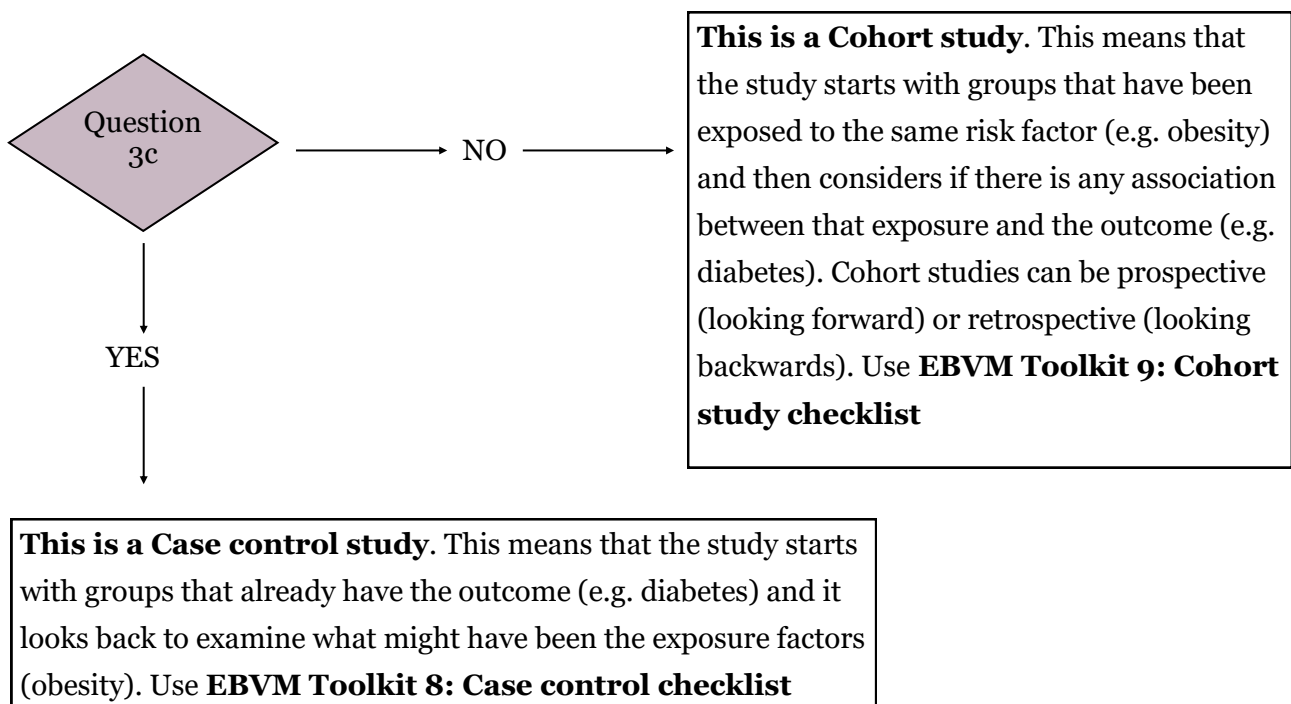 Question
3c
NO
This is a Cohort study. This means that
the study starts with groups that have been
exposed to the same risk factor (e.g. obesity)
and then considers if there is any association
between that exposure and the outcome (e.g.
diabetes). Cohort studies can be prospective
(looking forward) or retrospective (looking
backwards). Use EBVM Toolkit 9: Cohort
study checklist
YES
This is a Case control study. This means that the study starts
with groups that already have the outcome (e.g. diabetes) and it
looks back to examine what might have been the exposure factors
(obesity). Use EBVM Toolkit 8: Case control checklist